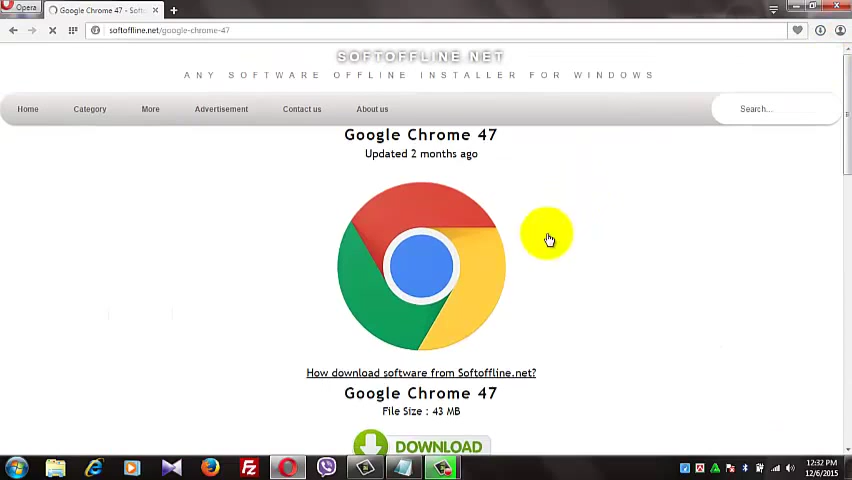 Opera
Google Chrome 47 - Soft
softoffline.net/google-chrome-47
SOFTOFFLINE.NET
ANY SOFTWARE OFFLINE INSTALLER FOR WINDOWS
Home
Category
More
Advertisement
Contact us
About us
Search...
Google Chrome 47
Updated 2 months ago
How download software from Softoffline.net?
Google Chrome 47
File Size : 43 MB
DOWNLOAD
12:32 PM
12/6/2015